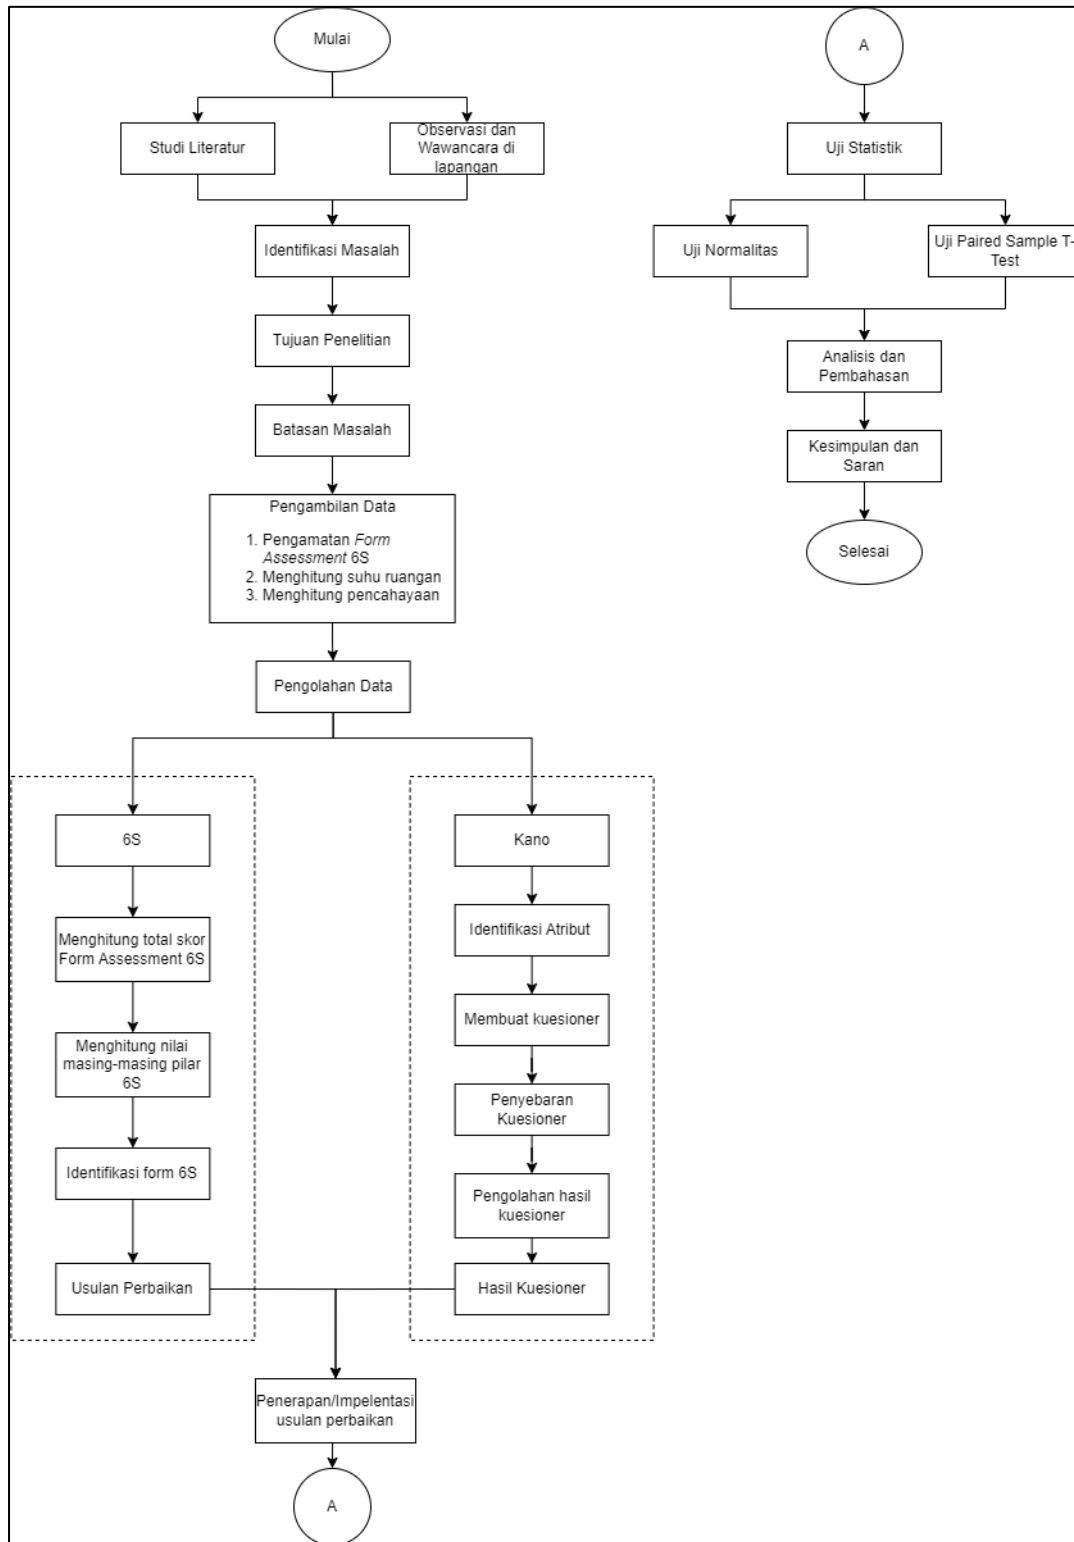 Mulai
Studi Literatur
Observasi dan
Wawancara di
lapangan
Identifikasi Masalah
Tujuan Penelitian
Batasan Masalah
Pengambilan Data
1. Pengamatan Form
Assessment 6S
2. Menghitung suhu ruangan
3. Menghitung pencahayaan
Pengolahan Data
6S
Menghitung total skor
Form Assessment 6S
Menghitung nilai
masing-masing pilar
6S
Identifikasi form 6S
Usulan Perbaikan
Kano
Identifikasi Atribut
Membuat kuesioner
Penyebaran
Kuesioner
Pengolahan hasil
kuesioner
Hasil Kuesioner
Penerapan/Impelentasi
usulan perbaikan
A
A
Uji Statistik
Uji Normalitas
Uji Paired Sample T-
Test
Analisis dan
Pembahasan
Kesimpulan dan
Saran
Selesai